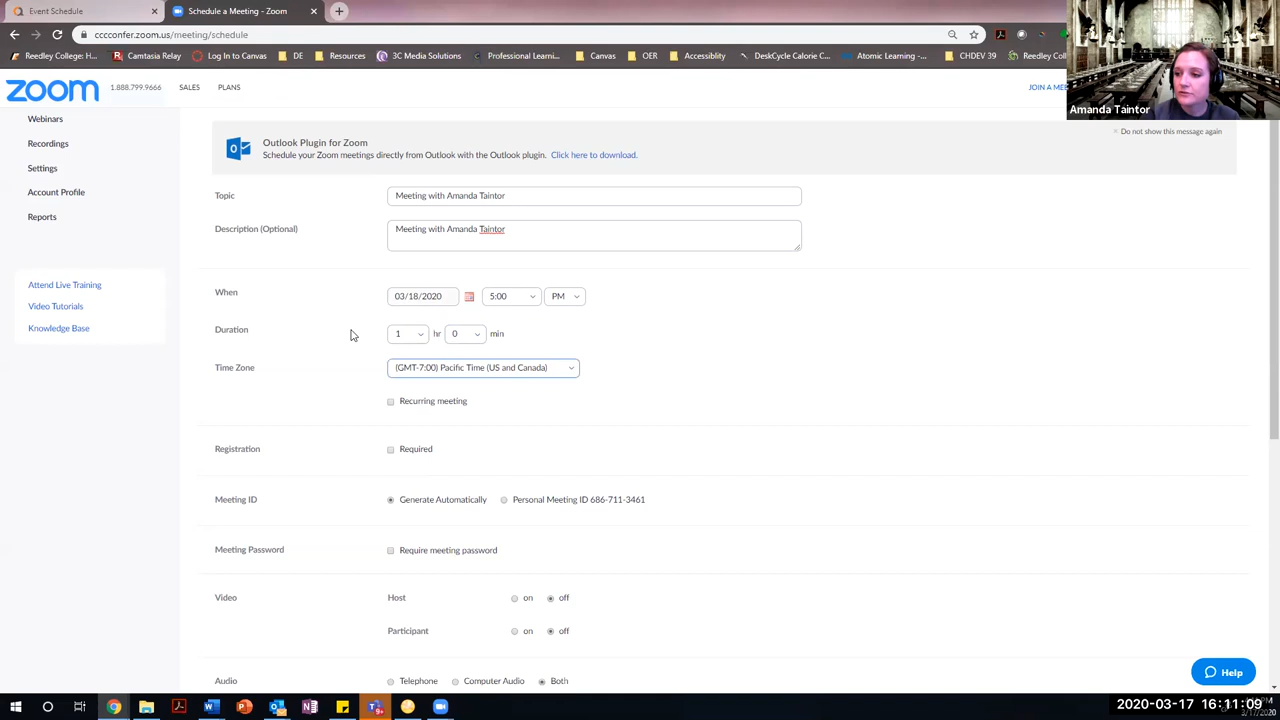 Event Schedule
Schedule a Meeting - Zoom
cccconfer.zoom.us/meeting/schedule
Reedley College: H...
Camtasia Relay
Log In to Canvas
DE
Resources
3C Media Solutions
Professional Learni...
Canvas
OER
Accessiblity
DeskCycle Calorie C...
Atomic Learning -...
CHDEV 39
Reedley Col
Amanda Taintor
zoom
1.888.799.9666
SALES
PLANS
JOIN A MEE
Webinars
Recordings
Settings
Account Profile
Reports
Attend Live Training
Video Tutorials
Knowledge Base
Outlook Plugin for Zoom
Schedule your Zoom meetings directly from Outlook with the Outlook plugin. Click here to download.
× Do not show this message again
Topic
Meeting with Amanda Taintor
Description (Optional)
Meeting with Amanda Taintor
When
03/18/2020
5:00
PM
Duration
1
hr
0
min
Time Zone
(GMT-7:00) Pacific Time (US and Canada)
Recurring meeting
Registration
Required
Meeting ID
Generate Automatically
Personal Meeting ID 686-711-3461
Meeting Password
Require meeting password
Video
Host
on
off
Participant
on
off
Audio
Telephone
Computer Audio
Both
Help
2020-03-17 16:11:09
3/17/2020